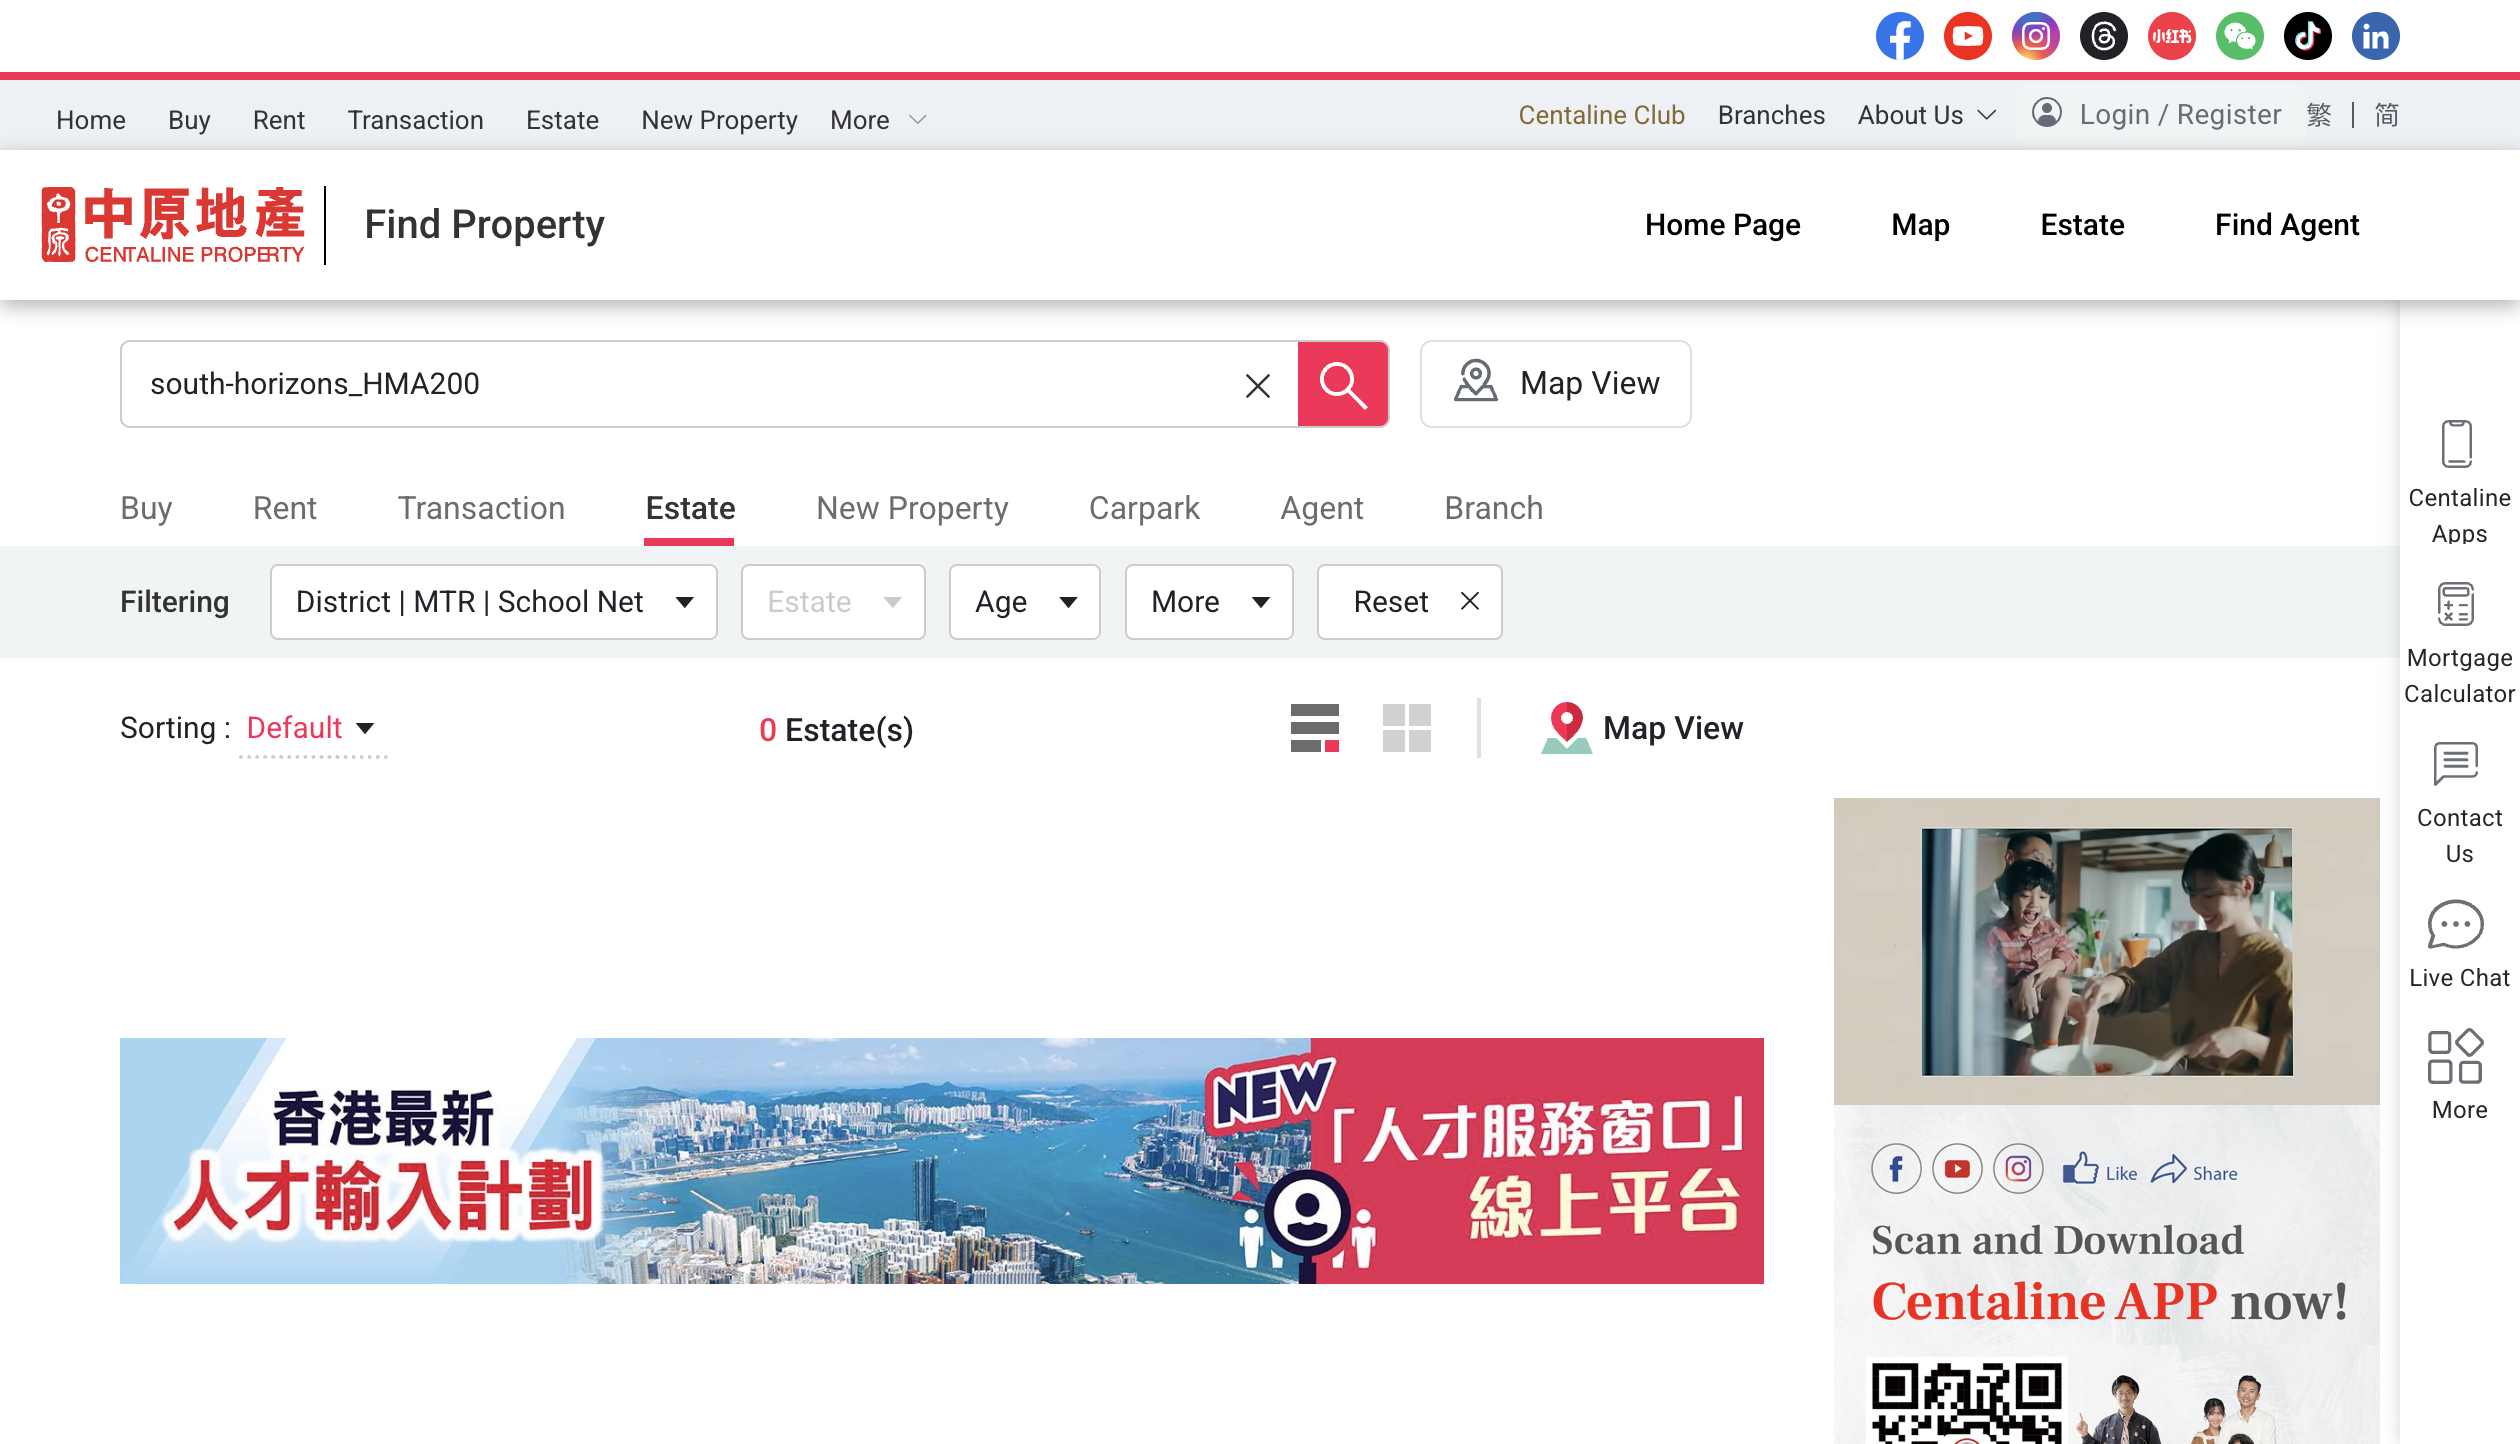 小红书
Home
Buy
Rent
Transaction
Estate
New Property
More
Centaline Club
Branches
About Us
Login / Register
繁 | 简
中原
中原地產
CENTALINE PROPERTY
Find Property
Home Page
Map
Estate
Find Agent
south-horizons_HMA200
Map View
Buy
Rent
Transaction
Estate
New Property
Carpark
Agent
Branch
Filtering
District | MTR | School Net
Estate
Age
More
Reset
Sorting :
Default
0 Estate(s)
Map View
香港最新
人才輸入計劃
NEW
「人才服務窗口」
線上平台
Like
Share
Scan and Download
Centaline APP now!
Centaline
Apps
Mortgage
Calculator
Contact
Us
Live Chat
More